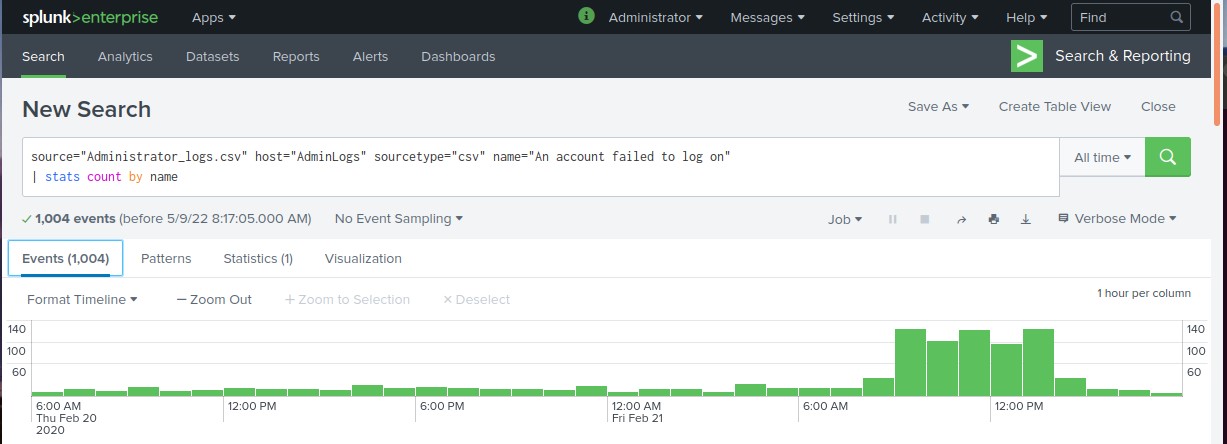 splunk>enterprise Apps Administrator Messages Settings Activity Help Find
Search Analytics Datasets Reports Alerts Dashboards Search & Reporting
New Search Save As Create Table View Close
source="Administrator_logs.csv" host="AdminLogs" sourcetype="csv" name="An account failed to log on"
| stats count by name
All time
1,004 events (before 5/9/22 8:17:05.000 AM) No Event Sampling Job Verbose Mode
Events (1,004) Patterns Statistics (1) Visualization
Format Timeline — Zoom Out + Zoom to Selection × Deselect 1 hour per column
140 140
100 100
60 60
6:00 AM 12:00 PM 6:00 PM 12:00 AM 6:00 AM 12:00 PM
Thu Feb 20 Fri Feb 21
2020